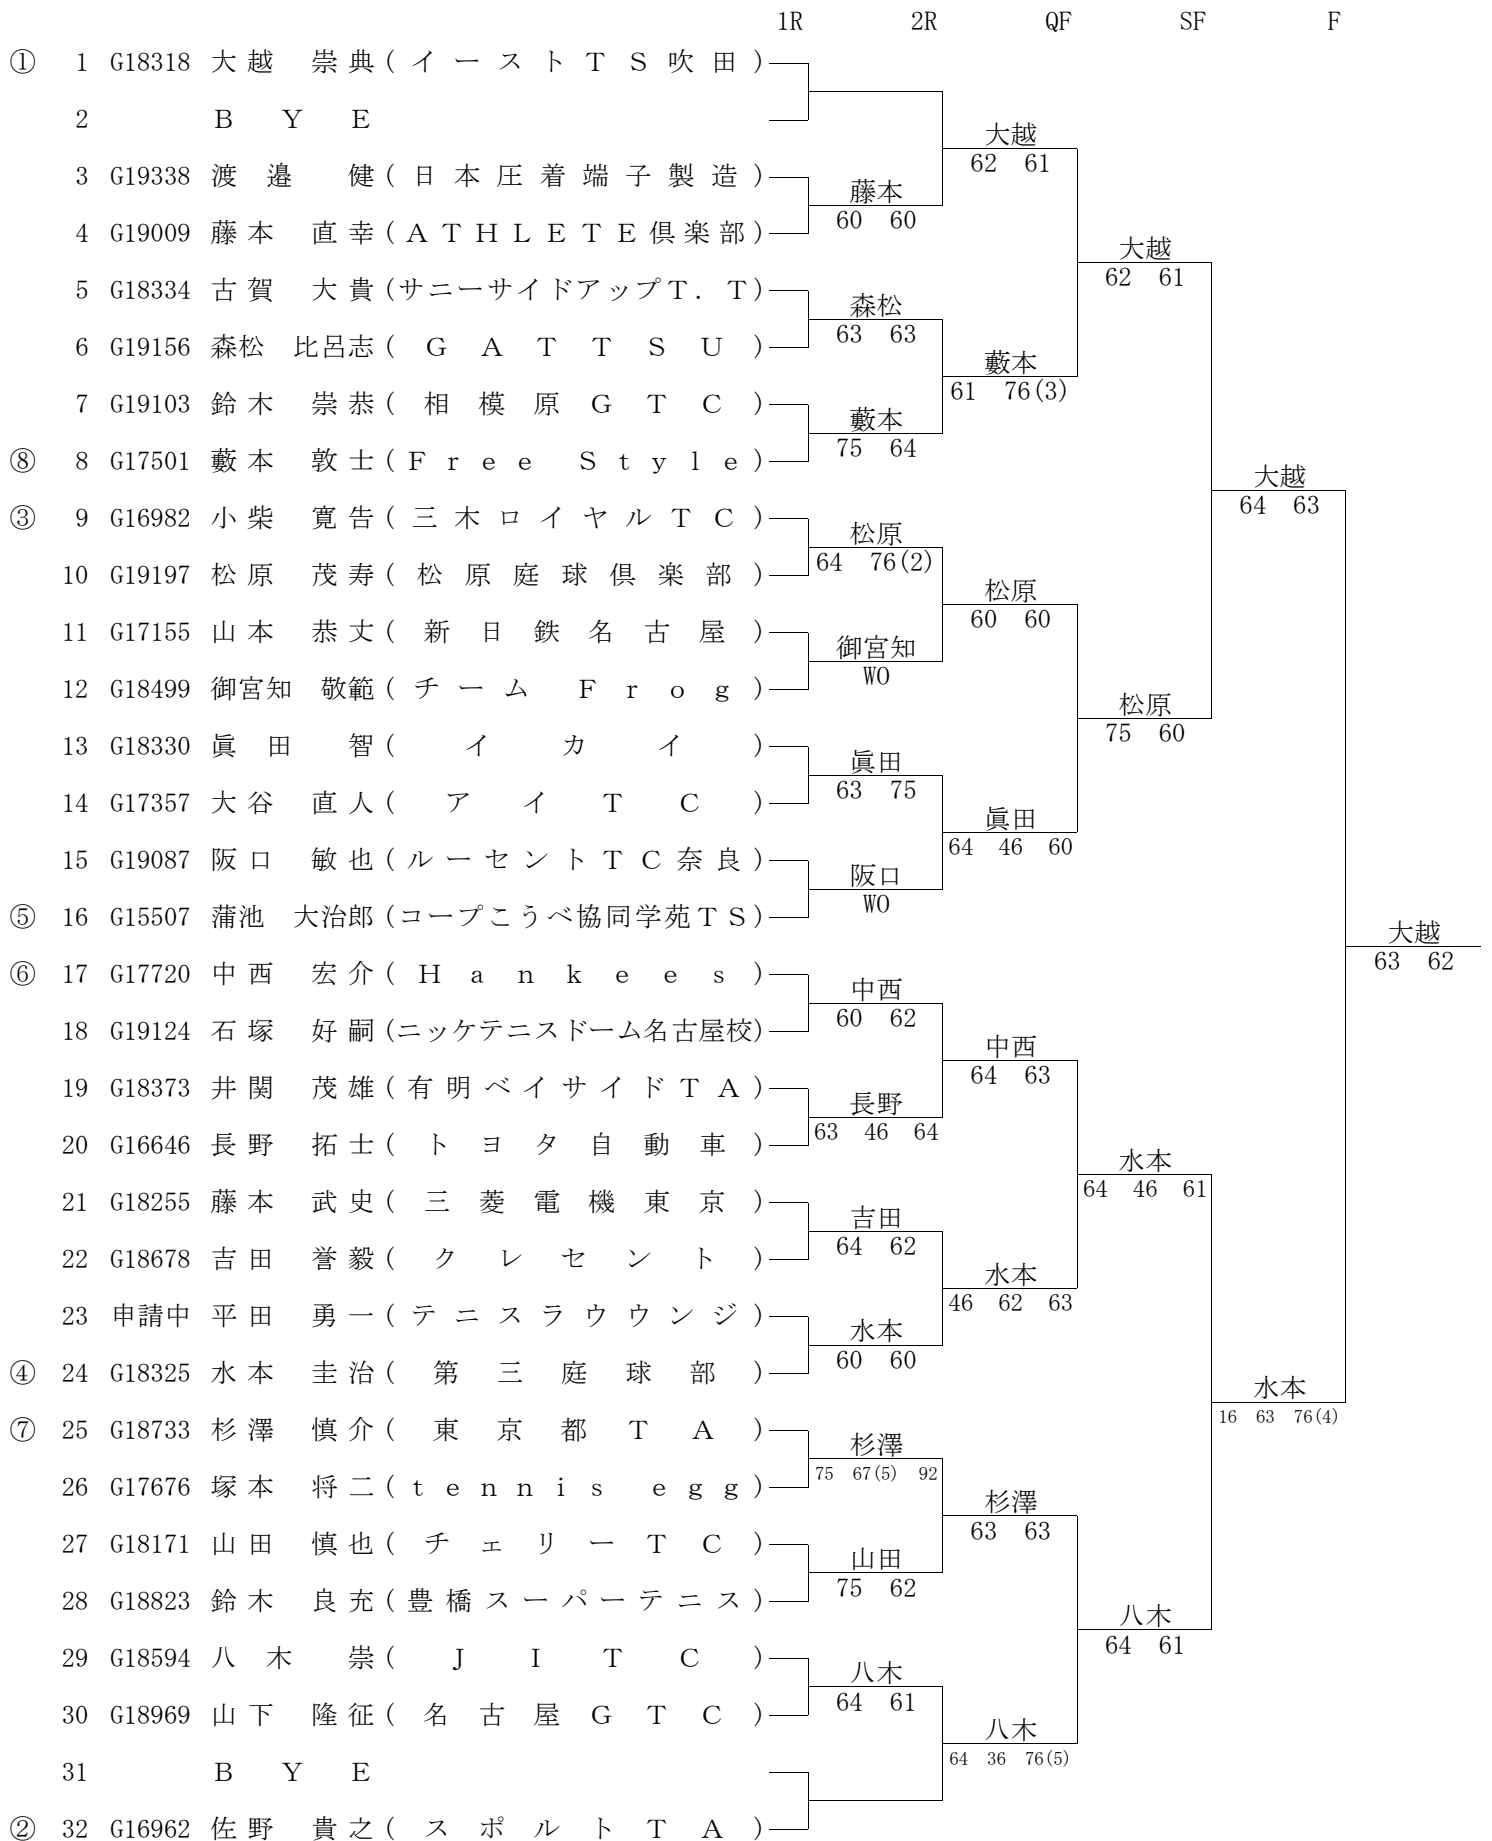 1R 2R QF SF F
① 1 G18318 大越 崇典(イーストTS吹田)
2 BYE
大越
62 61
3 G19338 渡邉 健(日本圧着端子製造)
藤本
60 60
4 G19009 藤本 直幸(ATHLETE倶楽部)
大越
62 61
5 G18334 古賀 大貴(サニーサイドアップT.T)
森松
63 63
6 G19156 森松 比呂志(GATTSU)
藪本
61 76(3)
7 G19103 鈴木 崇恭(相模原GTC)
藪本
75 64
⑧ 8 G17501 藪本 敦士(Free Style)
大越
64 63
③ 9 G16982 小柴 寛告(三木ロイヤルTC)
松原
64 76(2)
10 G19197 松原 茂寿(松原庭球倶楽部)
松原
60 60
11 G17155 山本 恭丈(新日鉄名古屋)
御宮知
WO
12 G18499 御宮知 敬範(チーム Frog)
松原
75 60
13 G18330 眞田 智(イカイ)
眞田
63 75
14 G17357 大谷 直人(アイTC)
眞田
64 46 60
15 G19087 阪口 敏也(ルーセントTC奈良)
阪口
WO
⑤ 16 G15507 蒲池 大治郎(コープこうべ協同学苑TS)
大越
63 62
⑥ 17 G17720 中西 宏介(Hankees)
中西
60 62
18 G19124 石塚 好嗣(ニッケテニスドーム名古屋校)
中西
64 63
19 G18373 井関 茂雄(有明ベイサイドTA)
長野
63 46 64
20 G16646 長野 拓士(トヨタ自動車)
水本
64 46 61
21 G18255 藤本 武史(三菱電機東京)
吉田
64 62
22 G18678 吉田 誉毅(クレセント)
水本
46 62 63
23 申請中 平田 勇一(テニスラウウンジ)
水本
60 60
④ 24 G18325 水本 圭治(第三庭球部)
水本
16 63 76(4)
⑦ 25 G18733 杉澤 慎介(東京都TA)
杉澤
75 67(5) 92
26 G17676 塚本 将二(tennis egg)
杉澤
63 63
27 G18171 山田 慎也(チェリーTC)
山田
75 62
28 G18823 鈴木 良充(豊橋スーパーテニス)
八木
64 61
29 G18594 八木 崇(JITC)
八木
64 61
30 G18969 山下 隆征(名古屋GTC)
八木
64 36 76(5)
31 BYE
② 32 G16962 佐野 貴之(スポルトTA)